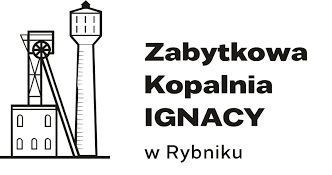 Zabytkowa
Kopalnia
IGNACY
w Rybniku